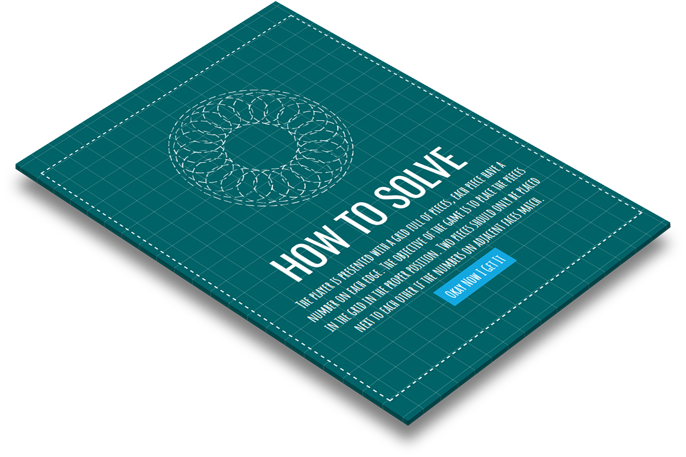 HOW TO SOLVE
THE PLAYER IS PRESENTED WITH A GRID FULL OF PIECES, EACH PIECE HAVE A
NUMBER ON EACH EDGE. THE OBJECTIVE OF THE GAME IS TO PLACE THE PIECES
IN THE GRID IN THE PROPER POSITION. TWO PIECES SHOULD ONLY BE PLACED
NEXT TO EACH OTHER IF THE NUMBERS ON ADJACENT FACES MATCH.
OKAY NOW I GET IT